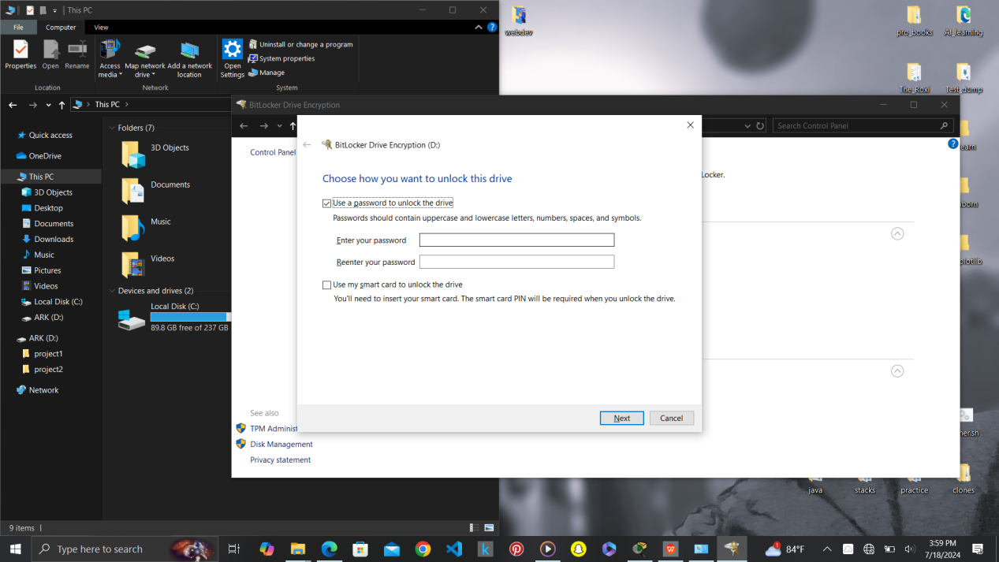 This PC
File
Computer
View
Properties
Open
Rename
Access media
Map network drive
Add a network location
Open Settings
Uninstall or change a program
System properties
Manage
Location
Network
System
This PC
Quick access
OneDrive
This PC
3D Objects
Desktop
Documents
Downloads
Music
Pictures
Videos
Local Disk (C:)
ARK (D:)
ARK (D:)
project1
project2
Network
Folders (7)
3D Objects
Documents
Music
Videos
Devices and drives (2)
Local Disk (C:)
89.8 GB free of 237 GB
9 items
BitLocker Drive Encryption
Search Control Panel
Control Panel
Locker.
See also
TPM Administ
Disk Management
Privacy statement
BitLocker Drive Encryption (D:)
Choose how you want to unlock this drive
Use a password to unlock the drive
Passwords should contain uppercase and lowercase letters, numbers, spaces, and symbols.
Enter your password
Reenter your password
Use my smart card to unlock the drive
You'll need to insert your smart card. The smart card PIN will be required when you unlock the drive.
Next
Cancel
webdev
pro_books
AI_learning
The_Roxi
Test_dump
earn
plotlib
ner.sh
java
stacks
practice
clones
Type here to search
1
84°F
3:59 PM
7/18/2024